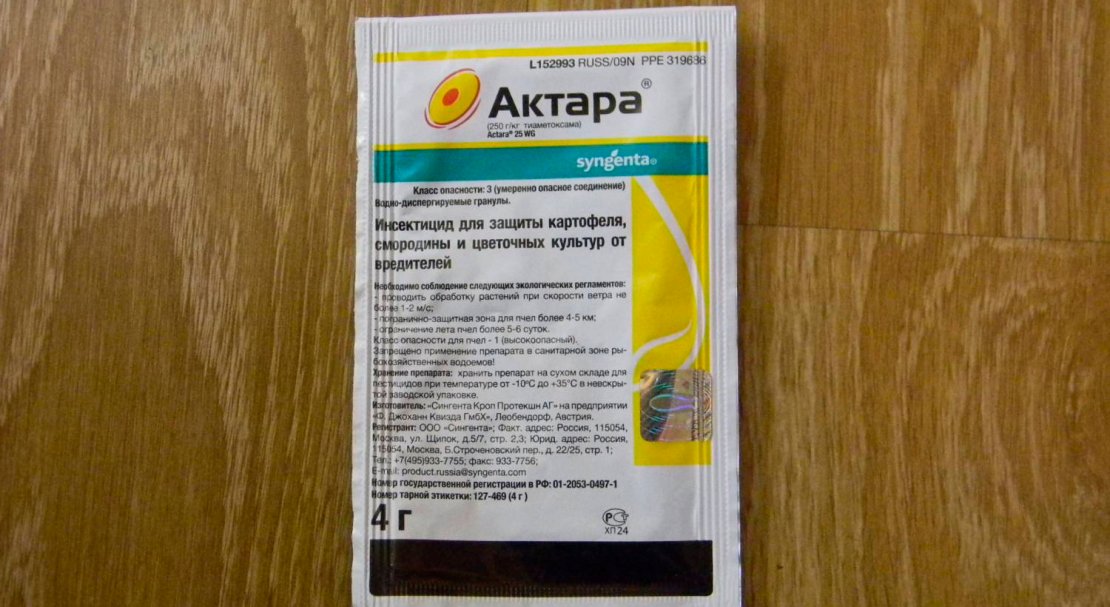 L152993 RUSS/09N PPE 319686
Актара®
(250 г/кг тиаметоксама)
Actara® 25 WG
syngenta®
Класс опасности: 3 (умеренно опасное соединение)
Водно-диспергируемые гранулы.
Инсектицид для защиты картофеля,
смородины и цветочных культур от
вредителей
Необходимо соблюдение следующих экологических регламентов:
- проводить обработку растений при скорости ветра не
более 1-2 м/с;
- погранично-защитная зона для пчел более 4-5 км;
- ограничение лета пчел более 5-6 суток.
Класс опасности для пчел - 1 (высокоопасный).
Запрещено применение препарата в санитарной зоне ры-
бохозяйственных водоемов!
Хранение препарата: хранить препарат на сухом складе для
пестицидов при температуре от -10ºС до +35°С в невскры-
той заводской упаковке.
Изготовитель: «Сингента Кроп Протекшн АГ» на предприятии
«Ф. Джоханн Квизда ГмбХ», Леобендорф, Австрия.
Регистрант: ООО «Сингента»; Факт. адрес: Россия, 115054,
Москва, ул. Щипок, д.5/7, стр. 2,3; Юрид. адрес: Россия,
115054, Москва, Б.Строченовский пер., д. 22/25, стр. 1;
Тел.: +7(495)933-7755; факс: 933-7756;
E-mail: product.russia@syngenta.com
Номер государственной регистрации в РФ: 01-2053-0497-1
Номер тарной этикетки: 127-469 (4 г)
4 г
ХП24